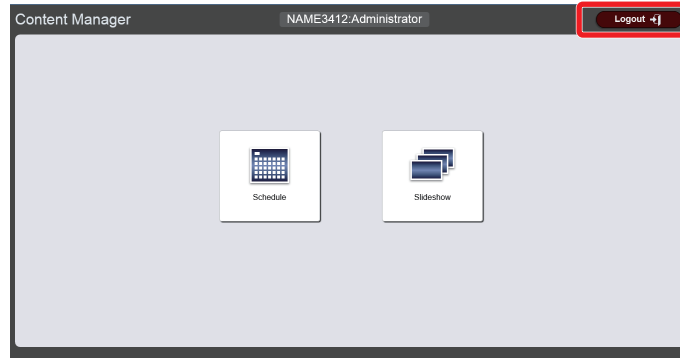 Content Manager
NAME3412:Administrator
Logout
Schedule
Slideshow